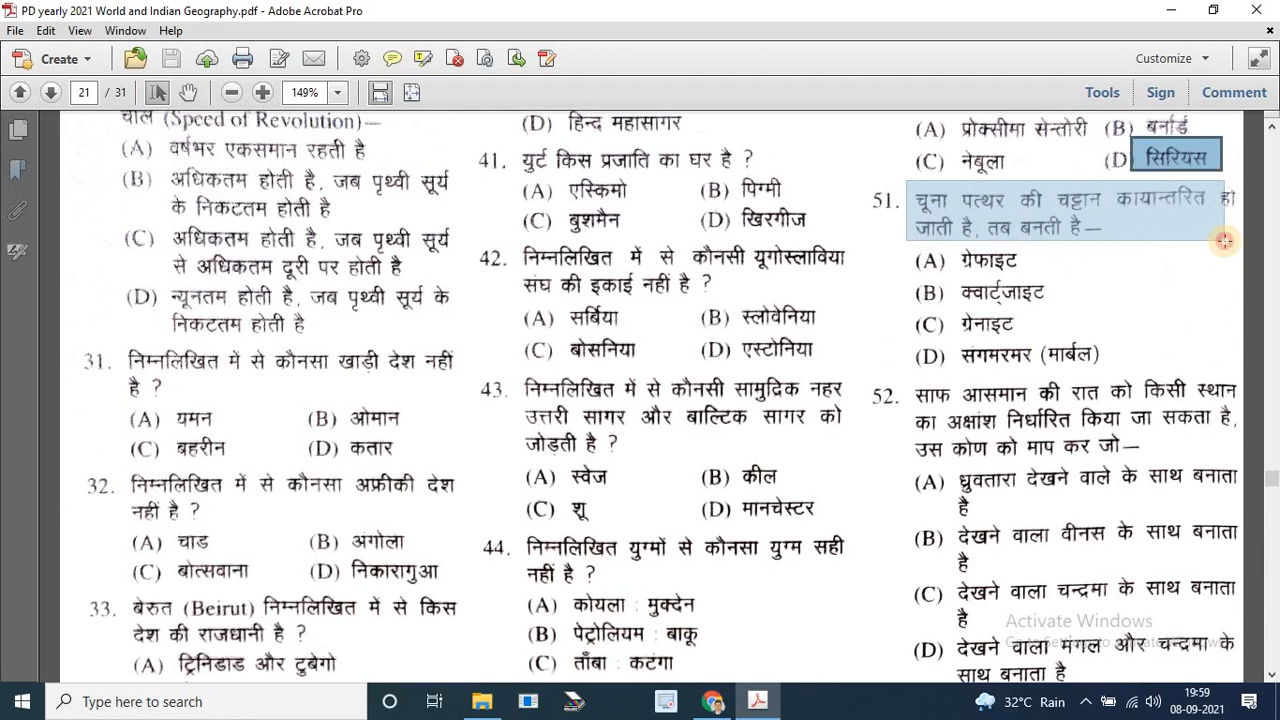 PD yearly 2021 World and Indian Geography.pdf - Adobe Acrobat Pro
File Edit View Window Help
Create
Customize
21 / 31
149%
Tools Sign Comment
चाल (Speed of Revolution)—
(A) वर्षभर एकसमान रहती है
(B) अधिकतम होती है, जब पृथ्वी सूर्य
के निकटतम होती है
(C) अधिकतम होती है, जब पृथ्वी सूर्य
से अधिकतम दूरी पर होती है
(D) न्यूनतम होती है, जब पृथ्वी सूर्य के
निकटतम होती है
31. निम्नलिखित में से कौनसा खाड़ी देश नहीं
है ?
(A) यमन (B) ओमान
(C) बहरीन (D) कतार
32. निम्नलिखित में से कौनसा अफ्रीकी देश
नहीं है ?
(A) चाड (B) अंगोला
(C) बोत्सवाना (D) निकारागुआ
33. बेरुत (Beirut) निम्नलिखित में से किस
देश की राजधानी है ?
(A) ट्रिनिडाड और टुबेगो
(D) हिन्द महासागर
41. युर्ट किस प्रजाति का घर है ?
(A) एस्किमो (B) पिग्मी
(C) बुशमैन (D) खिरगीज
42. निम्नलिखित में से कौनसी यूगोस्लाविया
संघ की इकाई नहीं है ?
(A) सर्बिया (B) स्लोवेनिया
(C) बोसनिया (D) एस्टोनिया
43. निम्नलिखित में से कौनसी सामुद्रिक नहर
उत्तरी सागर और बाल्टिक सागर को
जोड़ती है ?
(A) स्वेज (B) कील
(C) शू (D) मानचेस्टर
44. निम्नलिखित युग्मों से कौनसा युग्म सही
नहीं है ?
(A) कोयला : मुक्देन
(B) पेट्रोलियम : बाकू
(C) ताँबा : कटंगा
(A) प्रोक्सीमा सेन्तोरी (B) बर्नार्ड
(C) नेबूला (D) सिरियस
51. चूना पत्थर की चट्टान कायान्तरित हो
जाती है, तब बनती है—
(A) ग्रेफाइट
(B) क्वार्ट्जाइट
(C) ग्रेनाइट
(D) संगमरमर (मार्बल)
52. साफ आसमान की रात को किसी स्थान
का अक्षांश निर्धारित किया जा सकता है,
उस कोण को माप कर जो—
(A) ध्रुवतारा देखने वाले के साथ बनाता
है
(B) देखने वाला वीनस के साथ बनाता
है
(C) देखने वाला चन्द्रमा के साथ बनाता
है
(D) देखने वाला मंगल और चन्द्रमा के
साथ बनाता है
Activate Windows
Go to Settings to activate Windows
Type here to search
32°C Rain
19:59
08-09-2021